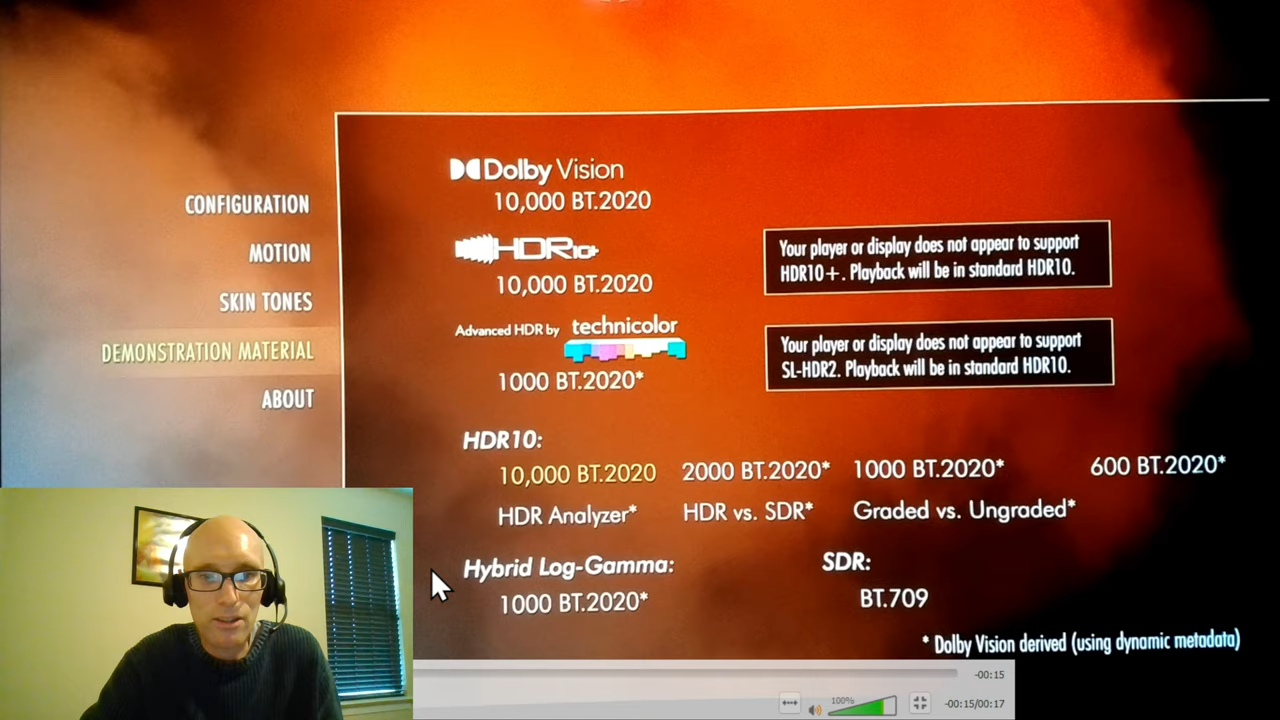 Dolby Vision
10,000 BT.2020
CONFIGURATION
MOTION
SKIN TONES
DEMONSTRATION MATERIAL
ABOUT
HDR10+
10,000 BT.2020
Your player or display does not appear to support
HDR10+. Playback will be in standard HDR10.
Advanced HDR by technicolor
1000 BT.2020*
Your player or display does not appear to support
SL-HDR2. Playback will be in standard HDR10.
HDR10:
10,000 BT.2020 2000 BT.2020* 1000 BT.2020* 600 BT.2020*
HDR Analyzer* HDR vs. SDR* Graded vs. Ungraded*
Hybrid Log-Gamma: SDR:
1000 BT.2020* BT.709
* Dolby Vision derived (using dynamic metadata)
-00:15
100%
-00:15/00:17